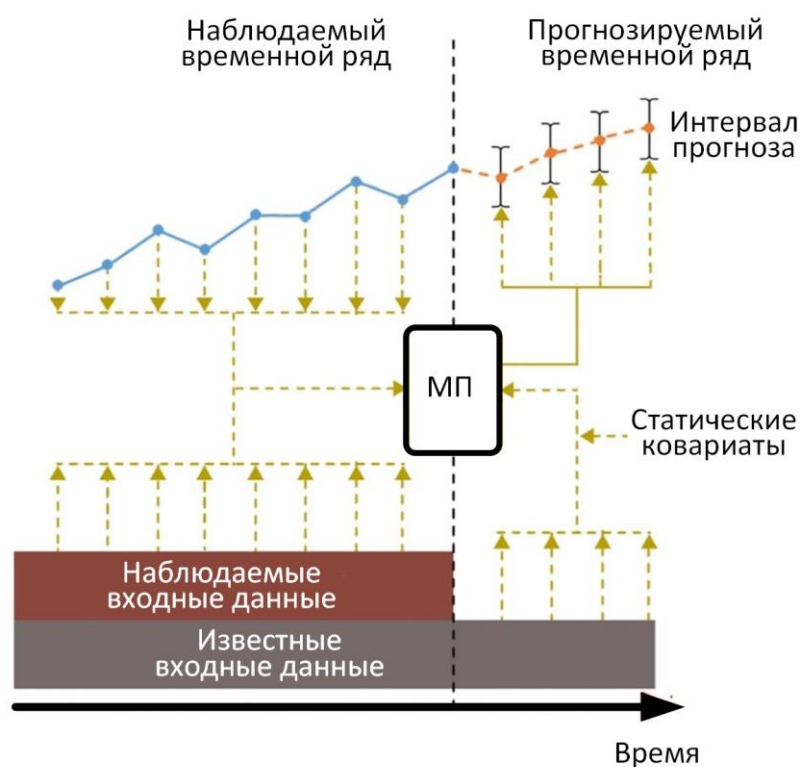 Наблюдаемый
временной ряд
Прогнозируемый
временной ряд
Интервал
прогноза
МП
Статические
ковариаты
Наблюдаемые
входные данные
Известные
входные данные
Время